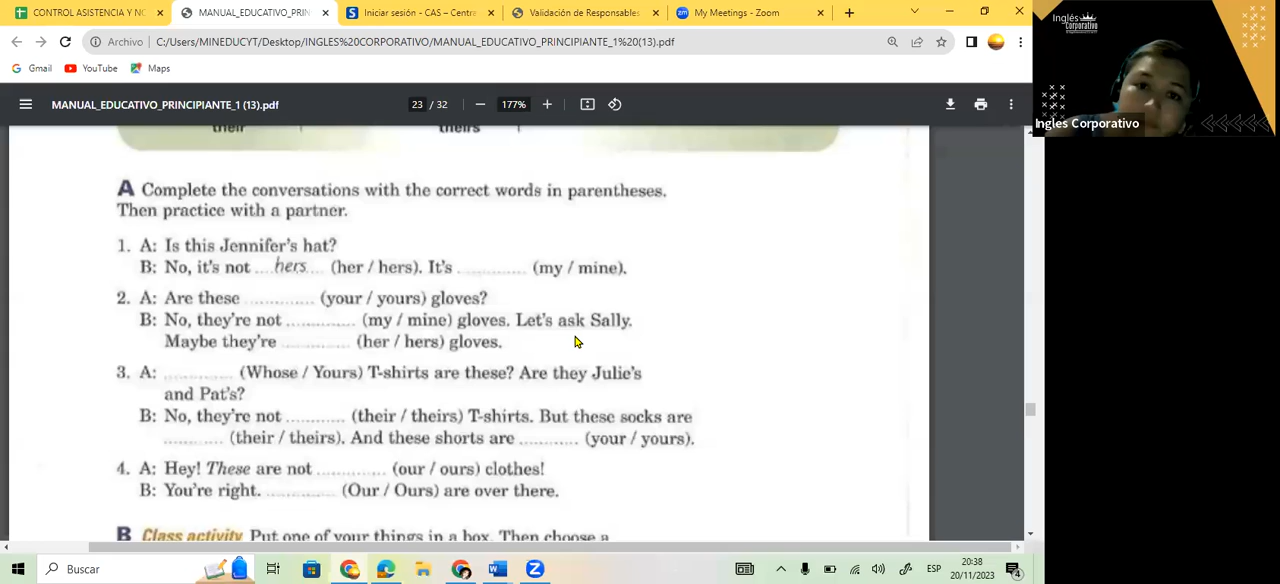 CONTROL ASISTENCIA Y NO
MANUAL_EDUCATIVO_PRIN
Iniciar sesión - CAS – Centra
Validación de Responsables
My Meetings - Zoom
Archivo
C:/Users/MINEDUCYT/Desktop/INGLES%20CORPORATIVO/MANUAL_EDUCATIVO_PRINCIPIANTE_1%20(13).pdf
Gmail
YouTube
Maps
MANUAL_EDUCATIVO_PRINCIPIANTE_1 (13).pdf
23 / 32
177%
their theirs
A Complete the conversations with the correct words in parentheses.
Then practice with a partner.
1. A: Is this Jennifer's hat?
B: No, it's not ....hers.... (her / hers). It's .............. (my / mine).
2. A: Are these .............. (your / yours) gloves?
B: No, they're not .............. (my / mine) gloves. Let's ask Sally.
Maybe they're .............. (her / hers) gloves.
3. A: .............. (Whose / Yours) T-shirts are these? Are they Julie's
and Pat's?
B: No, they're not ............ (their / theirs) T-shirts. But these socks are
............ (their / theirs). And these shorts are ............ (your / yours).
4. A: Hey! These are not .............. (our / ours) clothes!
B: You're right. .............. (Our / Ours) are over there.
B Class activity Put one of your things in a box. Then choose a
Inglés
Corporativo
Ingles Corporativo
Buscar
ESP
20:38
20/11/2023
4